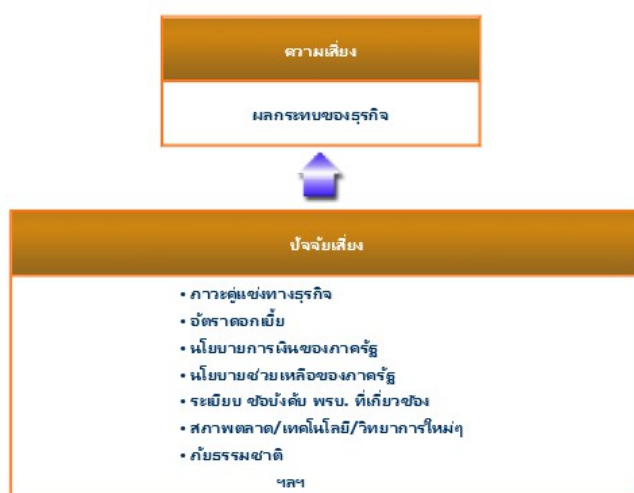 ความเสี่ยง
ผลกระทบของธุรกิจ
ปัจจัยเสี่ยง
• ภาวะคู่แข่งทางธุรกิจ
• อัตราดอกเบี้ย
• นโยบายการเงินของภาครัฐ
• นโยบายช่วยเหลือของภาครัฐ
• ระเบียบ ข้อบังคับ พรบ. ที่เกี่ยวข้อง
• สภาพตลาด/เทคโนโลยี/วิทยาการใหม่ๆ
• ภัยธรรมชาติ
ฯลฯ